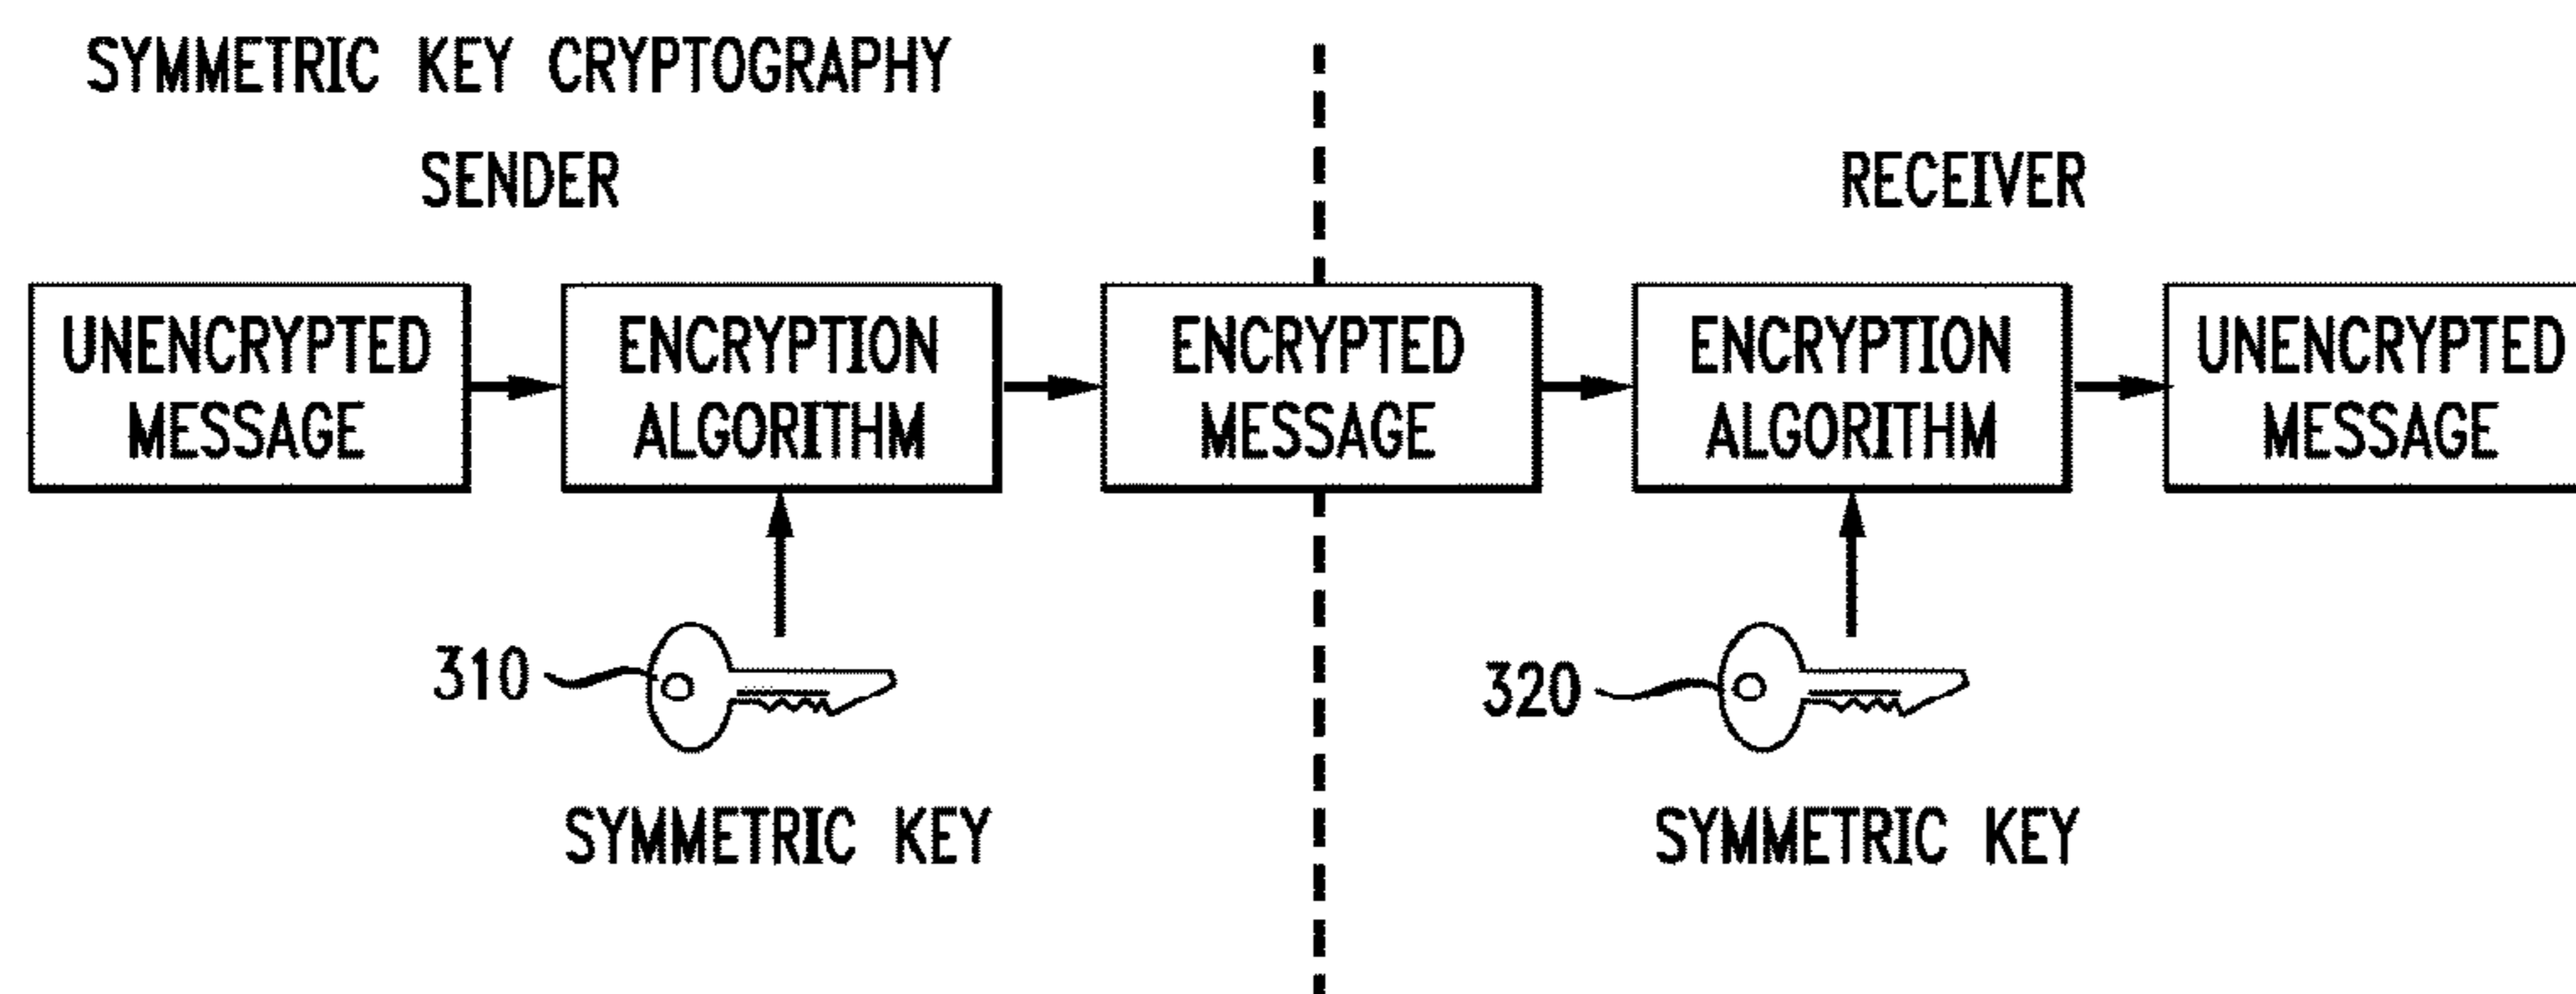 SYMMETRIC KEY CRYPTOGRAPHY
SENDER
RECEIVER
UNENCRYPTED
MESSAGE
ENCRYPTION
ALGORITHM
ENCRYPTED
MESSAGE
ENCRYPTION
ALGORITHM
UNENCRYPTED
MESSAGE
310
SYMMETRIC KEY
320
SYMMETRIC KEY